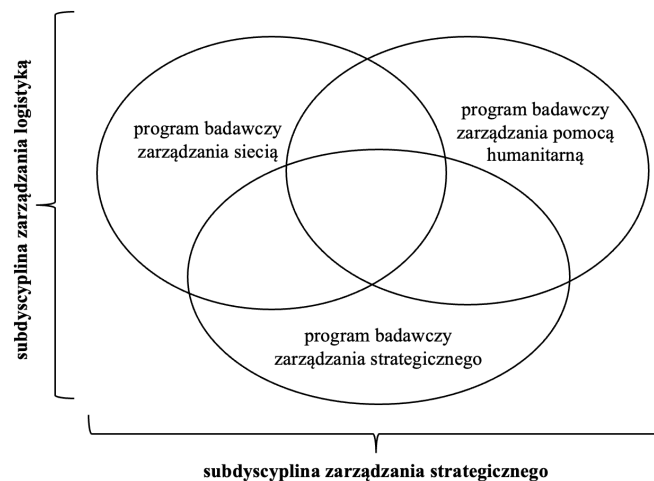 subdyscyplina zarządzania logistyką
program badawczy
zarządzania siecią
program badawczy
zarządzania pomocą
humanitarną
program badawczy
zarządzania strategicznego
subdyscyplina zarządzania strategicznego